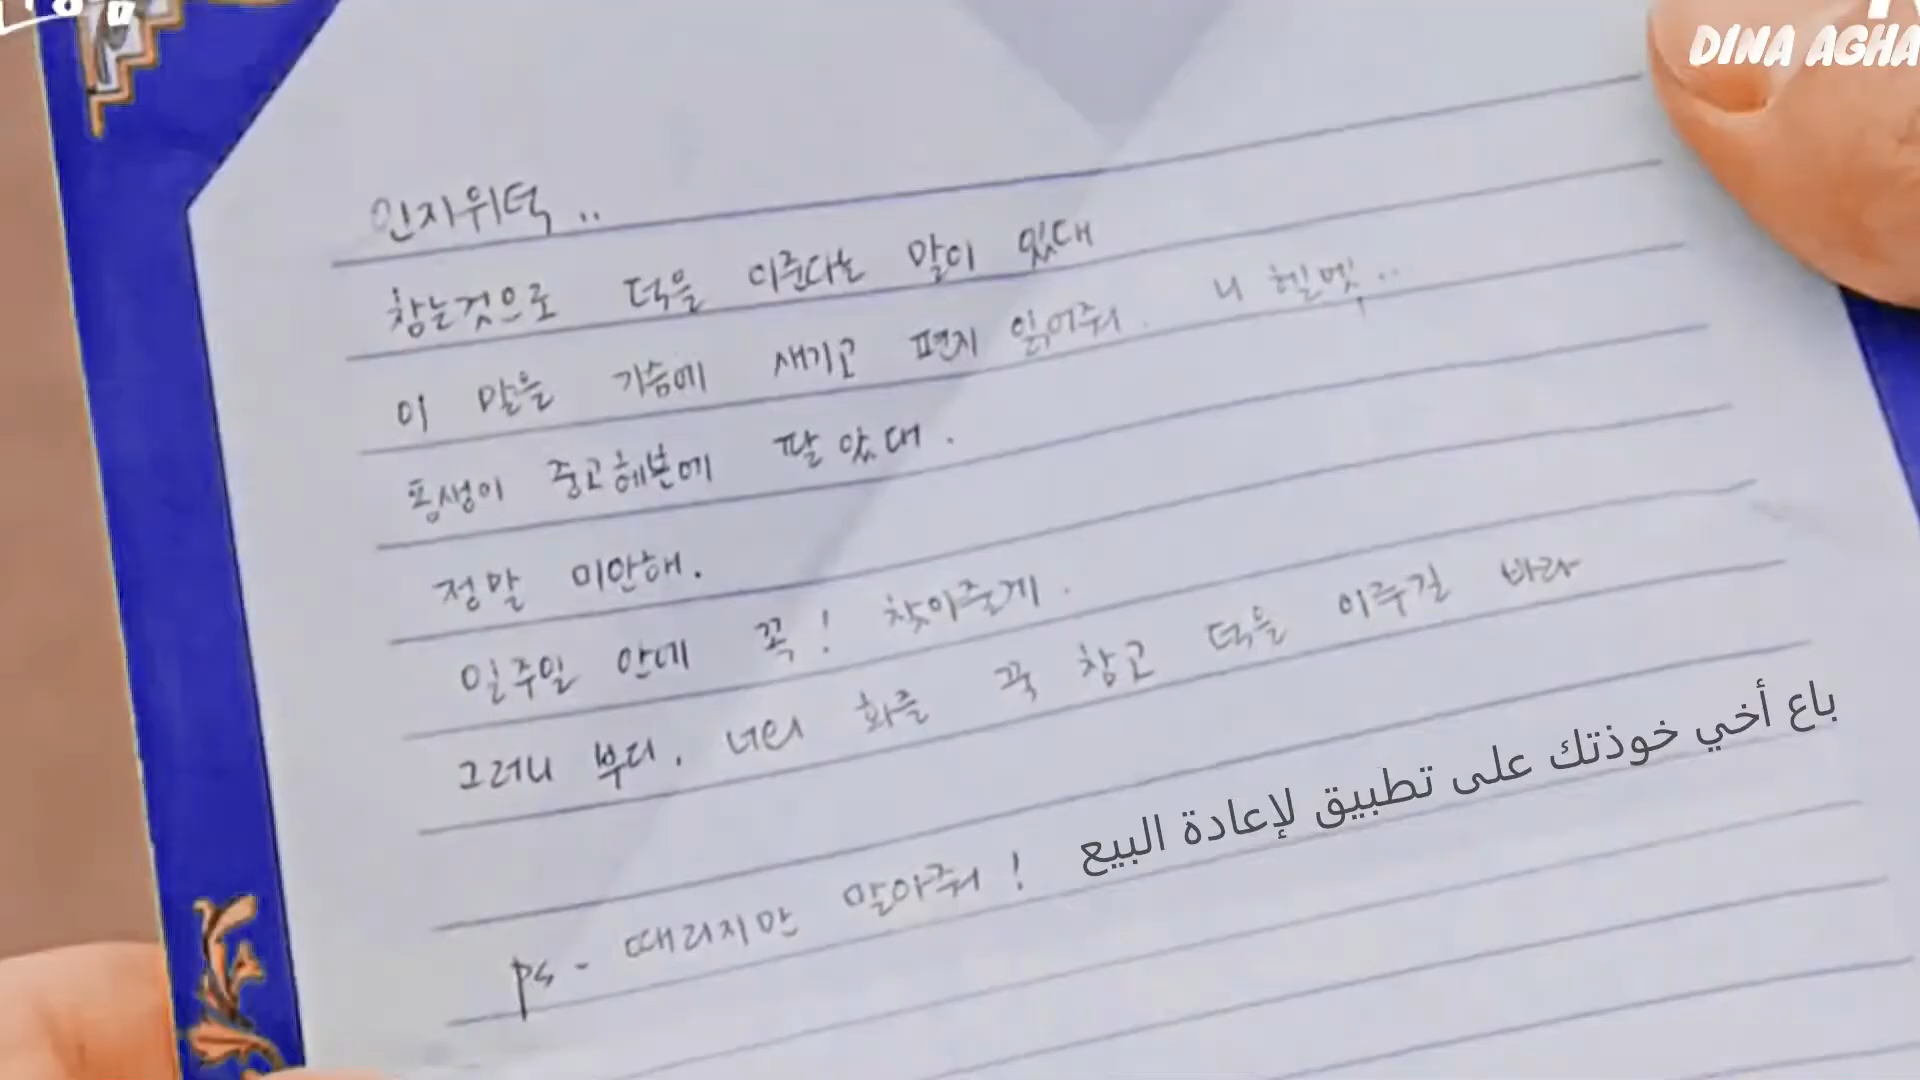 DINA AGHA
인지위덕 ..
참는것으로 덕을 이룬다는 말이 있대
이 말을 가슴에 새기고 편지 읽어줘. 니 헬멧..
동생이 중고헤븐에 팔았대.
정말 미안해.
일주일 안에 꼭! 찾아줄게.
그러니 부디. 너의 화를 꾹 참고 덕을 이루길 바라
باع أخي خوذتك على تطبيق لإعادة البيع
ps - 때리지만 말아줘!